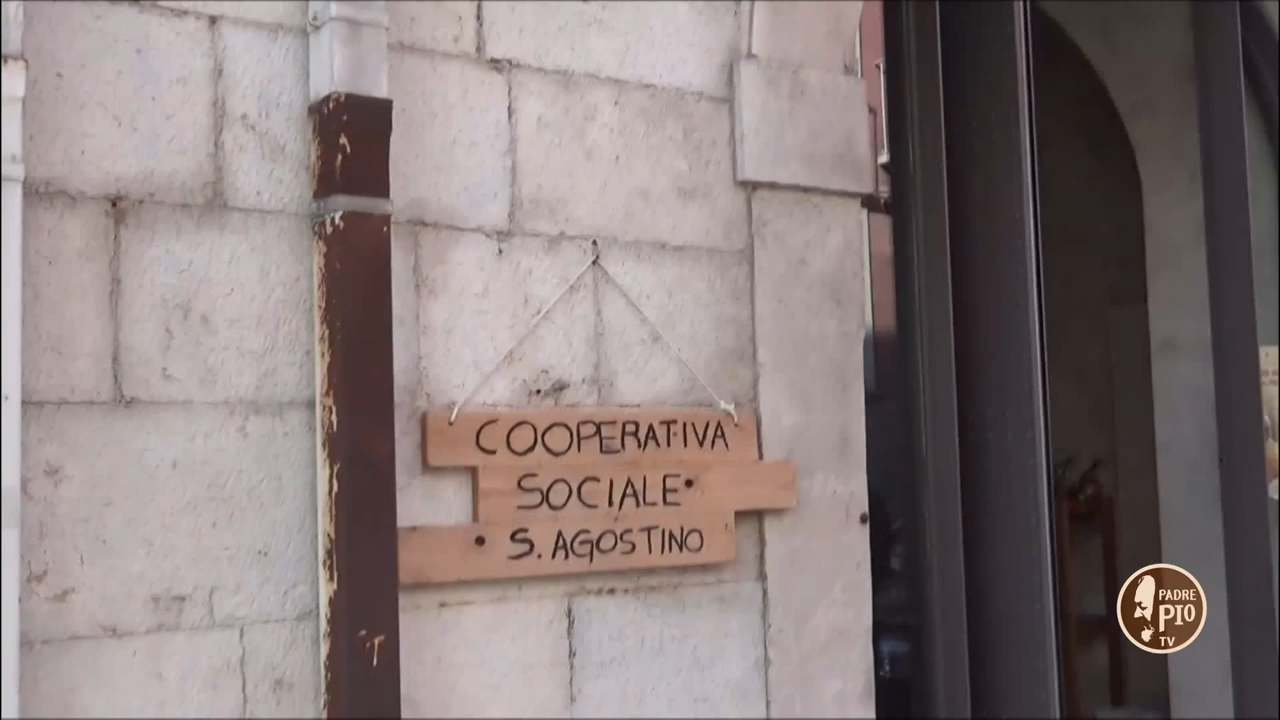 COOPERATIVA
SOCIALE
S. AGOSTINO
PADRE
PIO
TV